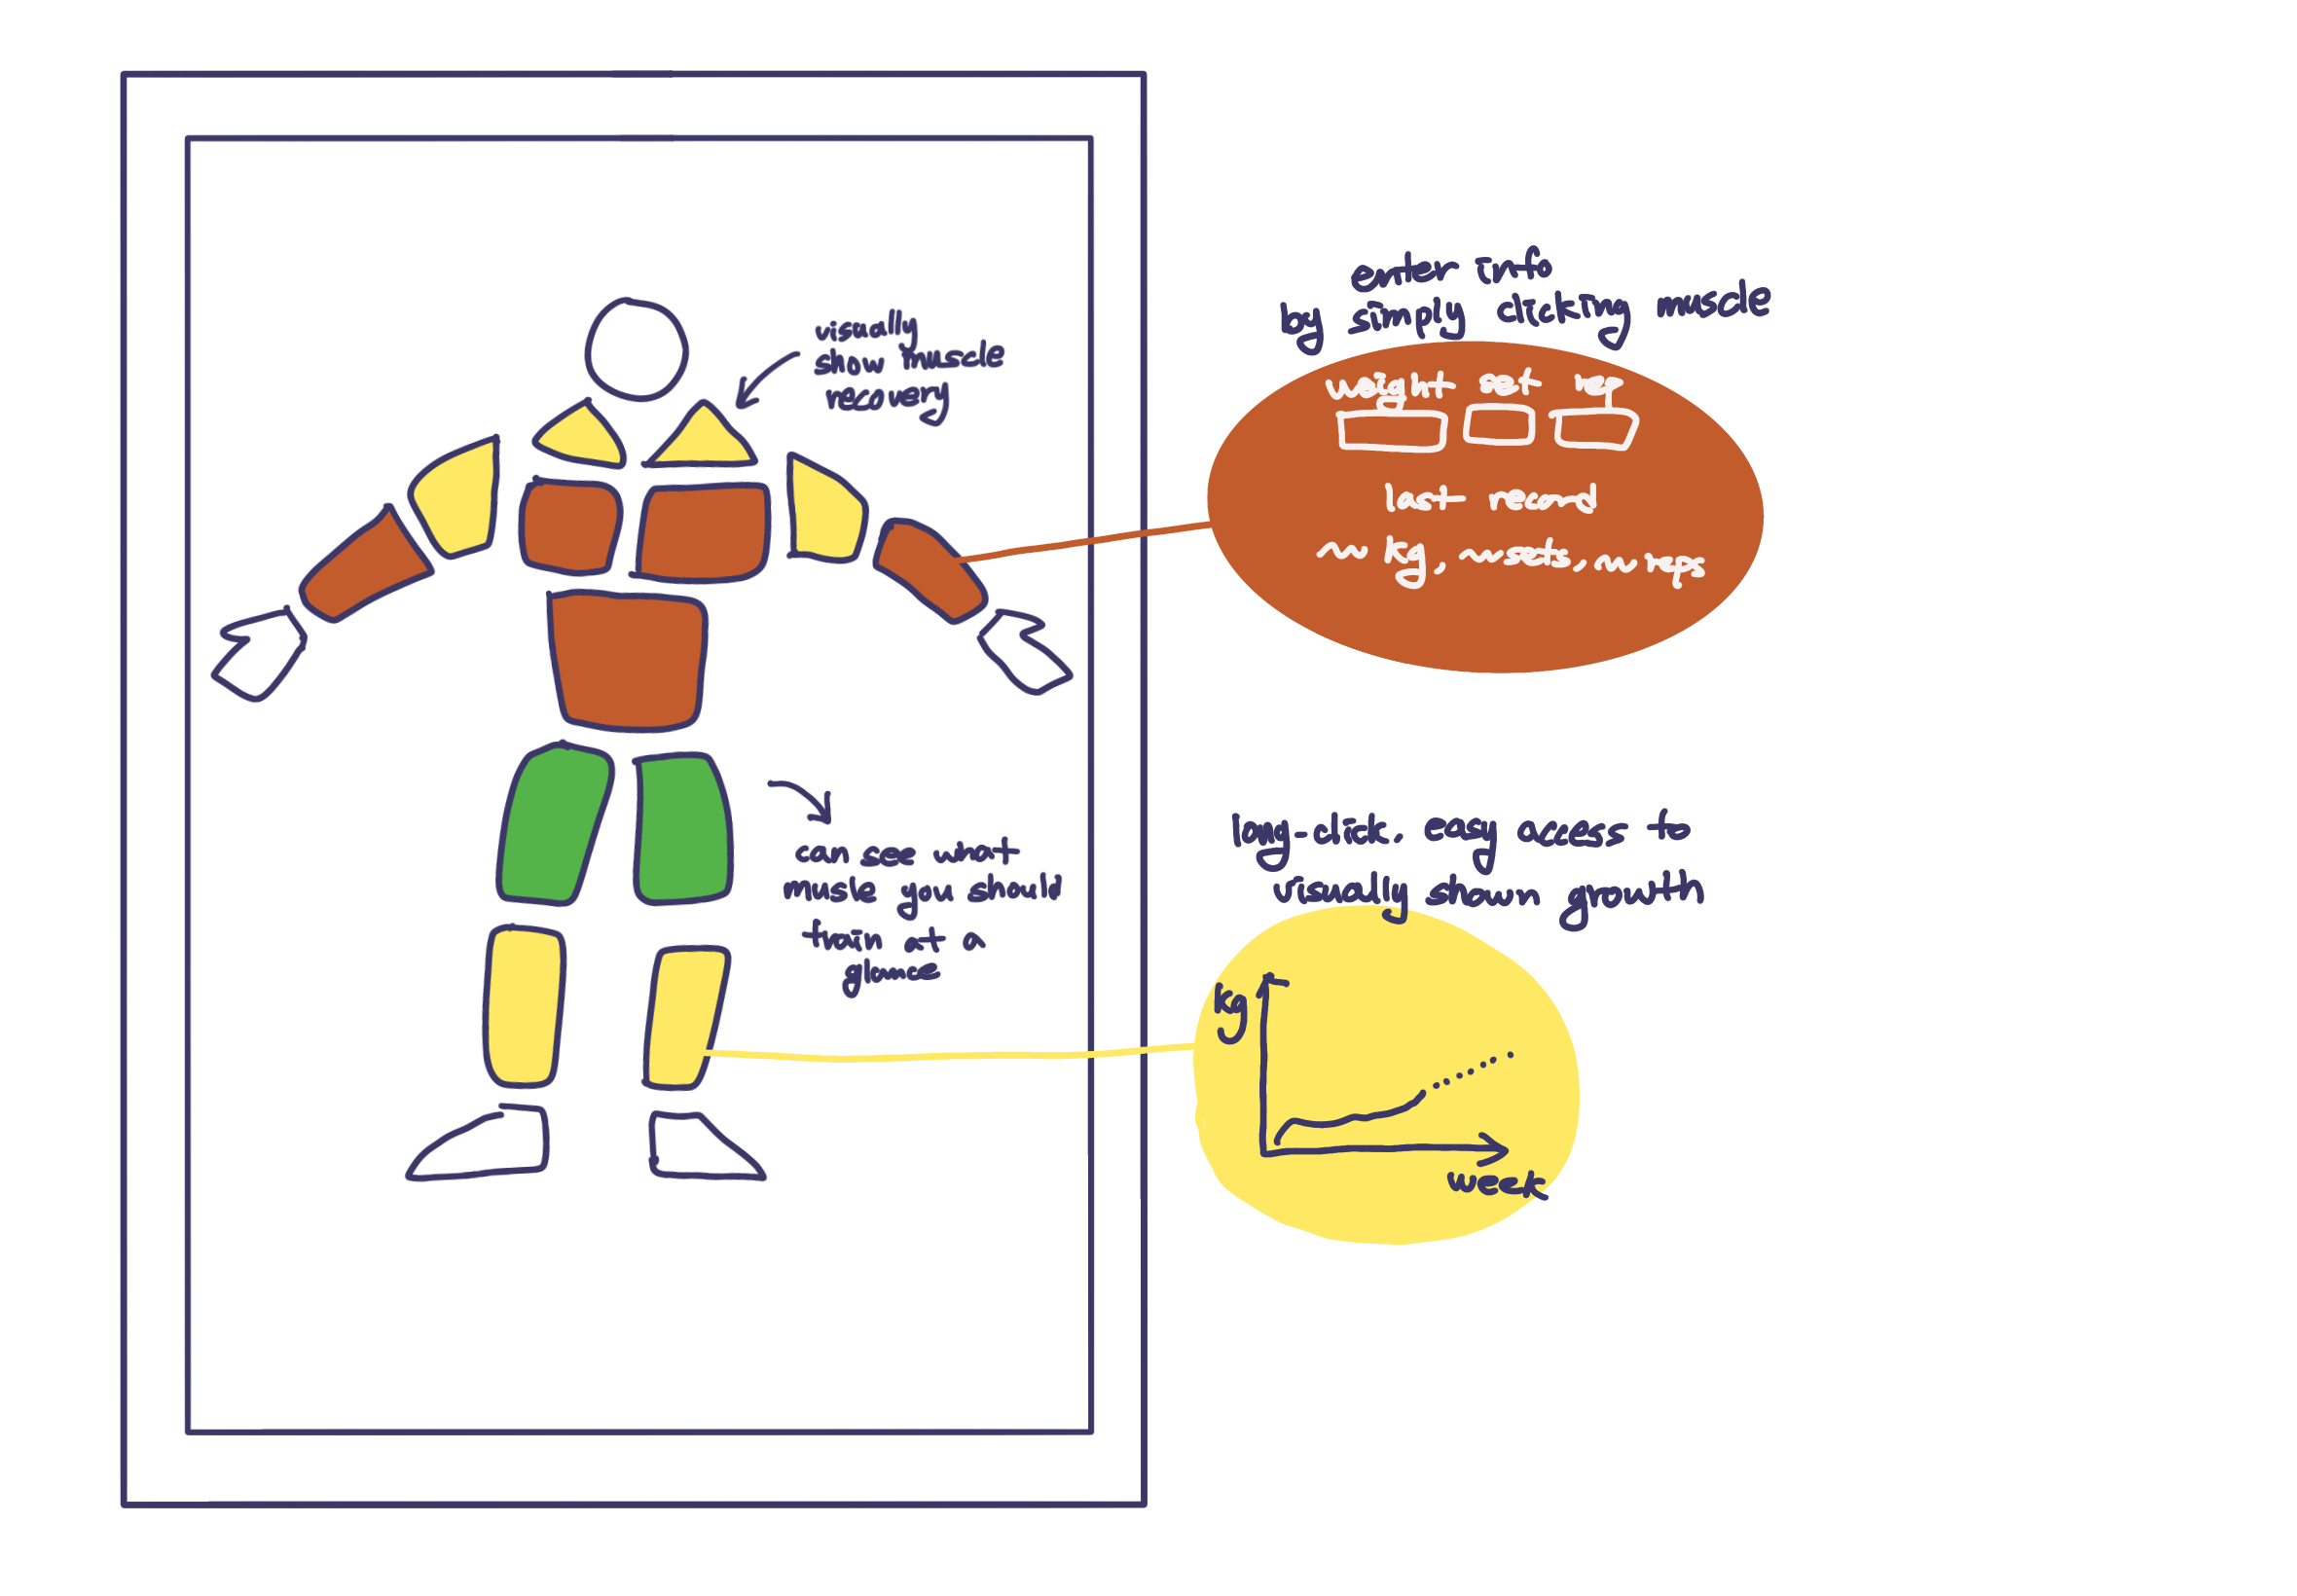 visually
show muscle
recovery
can see what
muscle you should
train at a
glance
enter info
by simply clicking muscle
weight set rep
last record
kg, sets, reps
long-click, easy access to
visually shown growth
kg
week